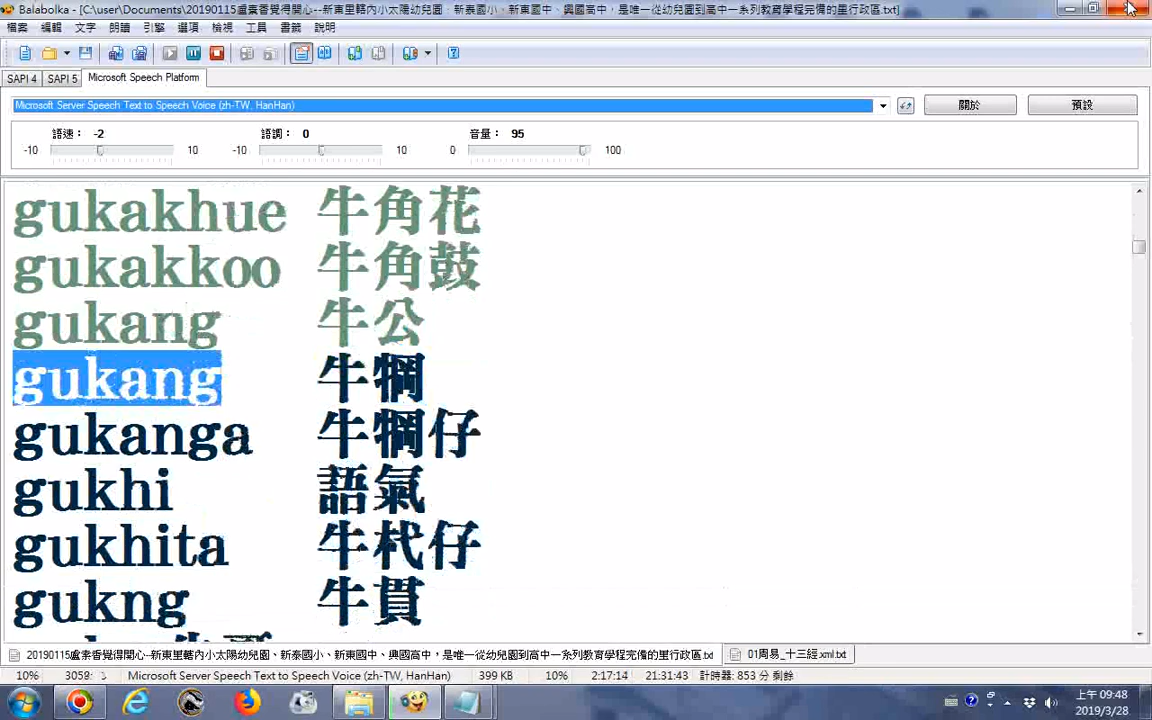 Balabolka - [C:\user\Documents\20190115盧素香覺得開心--新東里轄內小太陽幼兒園、新泰國小、新東國中、興國高中，是唯一從幼兒園到高中一系列教育學程完備的里行政區.txt]
檔案 編輯 文字 朗讀 引擎 選項 檢視 工具 書籤 說明
SAPI 4 SAPI 5 Microsoft Speech Platform
Microsoft Server Speech Text to Speech Voice (zh-TW, HanHan) 關於 預設
語速： -2 語調： 0 音量： 95
-10 10 -10 10 0 100
gukakhue 牛角花
gukakkoo 牛角鼓
gukang 牛公
gukang 牛犅
gukanga 牛犅仔
gukhi 語氣
gukhita 牛杙仔
gukng 牛貫
20190115盧素香覺得開心--新東里轄內小太陽幼兒園、新泰國小、新東國中、興國高中，是唯一從幼兒園到高中一系列教育學程完備的里行政區.txt 01周易_十三經.txt
10% 3058: Microsoft Server Speech Text to Speech Voice (zh-TW, HanHan) 399 KB 10% 2:17:14 21:31:43 計時器: 853 分 剩餘
上午 09:48
2019/3/28